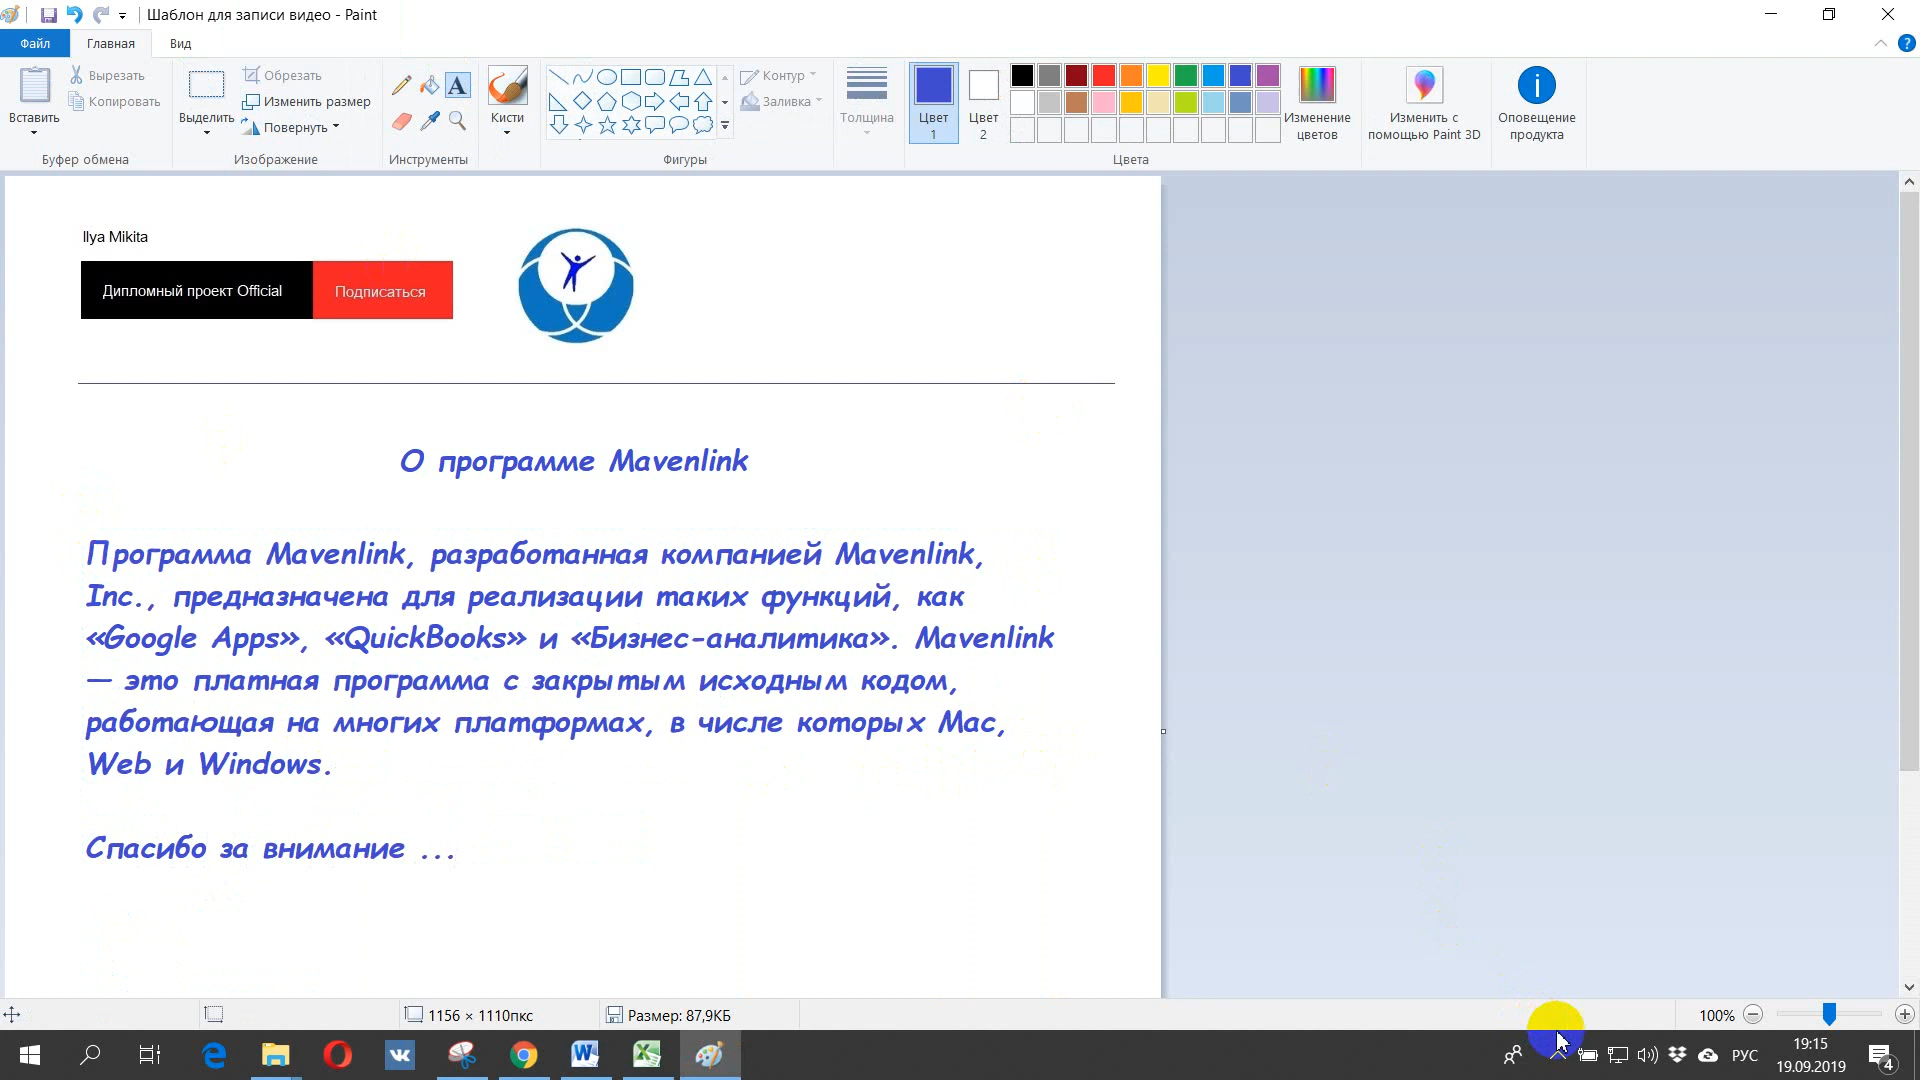 Шаблон для записи видео - Paint
Файл
Главная
Вид
Вставить
Вырезать
Копировать
Буфер обмена
Выделить
Обрезать
Изменить размер
Повернуть
Изображение
A
Инструменты
Кисти
Контур
Заливка
Фигуры
Толщина
Цвет 1
Цвет 2
Изменение цветов
Цвета
Изменить с помощью Paint 3D
Оповещение продукта
Ilya Mikita
Дипломный проект Official
Подписаться
О программе Mavenlink
Программа Mavenlink, разработанная компанией Mavenlink,
Inc., предназначена для реализации таких функций, как
«Google Apps», «QuickBooks» и «Бизнес-аналитика». Mavenlink
— это платная программа с закрытым исходным кодом,
работающая на многих платформах, в числе которых Mac,
Web и Windows.
Спасибо за внимание ...
1156 × 1110пкс
Размер: 87,9КБ
100%
РУС
19:15
19.09.2019
4